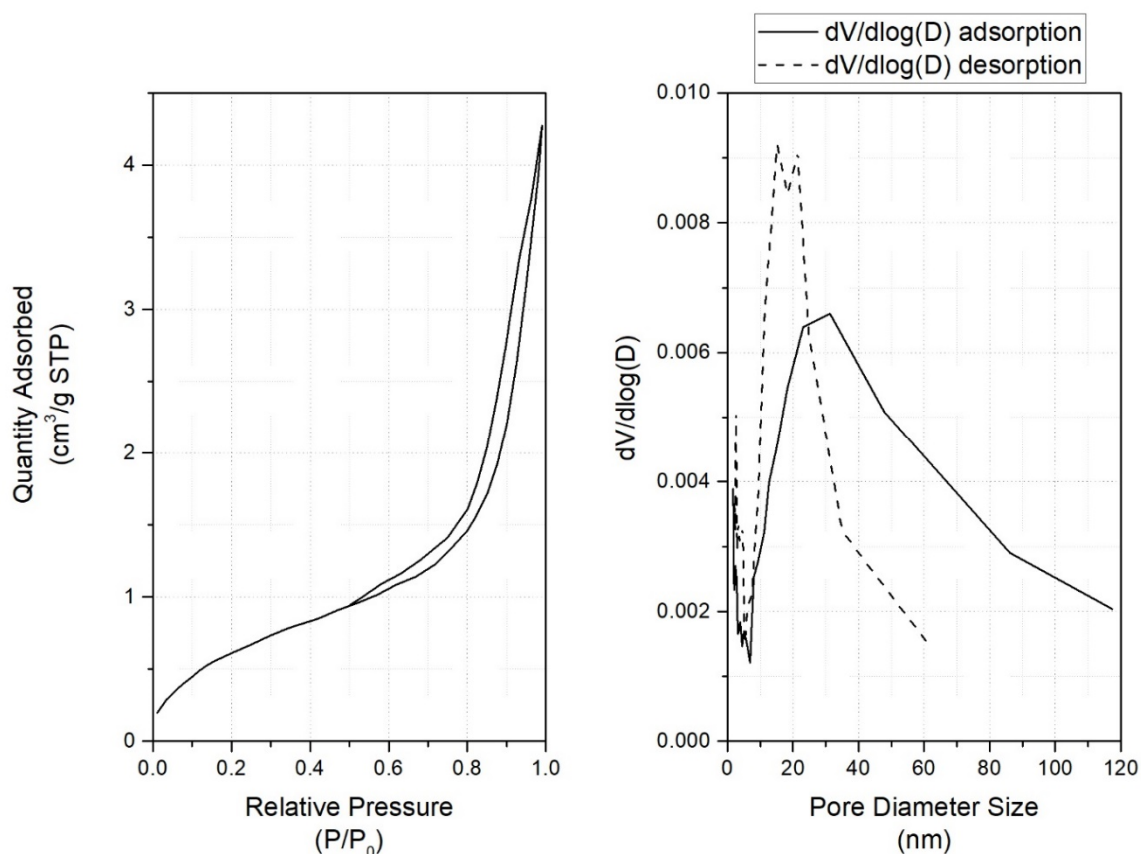 Quantity Adsorbed
(cm³/g STP)
4
3
2
1
0
0.0 0.2 0.4 0.6 0.8 1.0
Relative Pressure
(P/P₀)
dV/dlog(D) adsorption
dV/dlog(D) desorption
dV/dlog(D)
0.010
0.008
0.006
0.004
0.002
0.000
0 20 40 60 80 100 120
Pore Diameter Size
(nm)